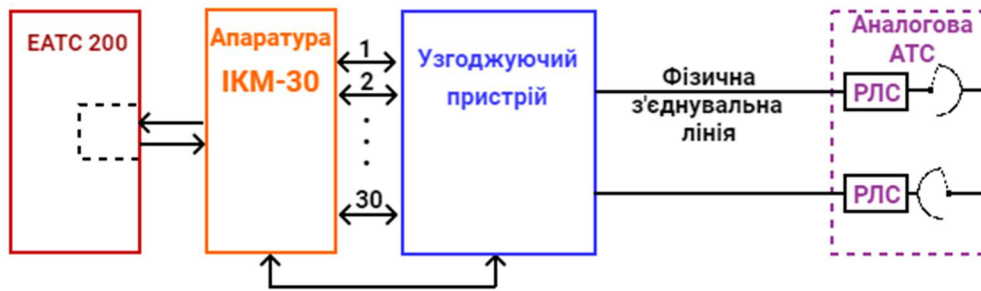 ЕАТС 200
Апаратура
ІКМ-30
1
2
30
Узгоджуючий
пристрій
Фізична
з'єднувальна
лінія
Аналогова
АТС
РЛС
РЛС